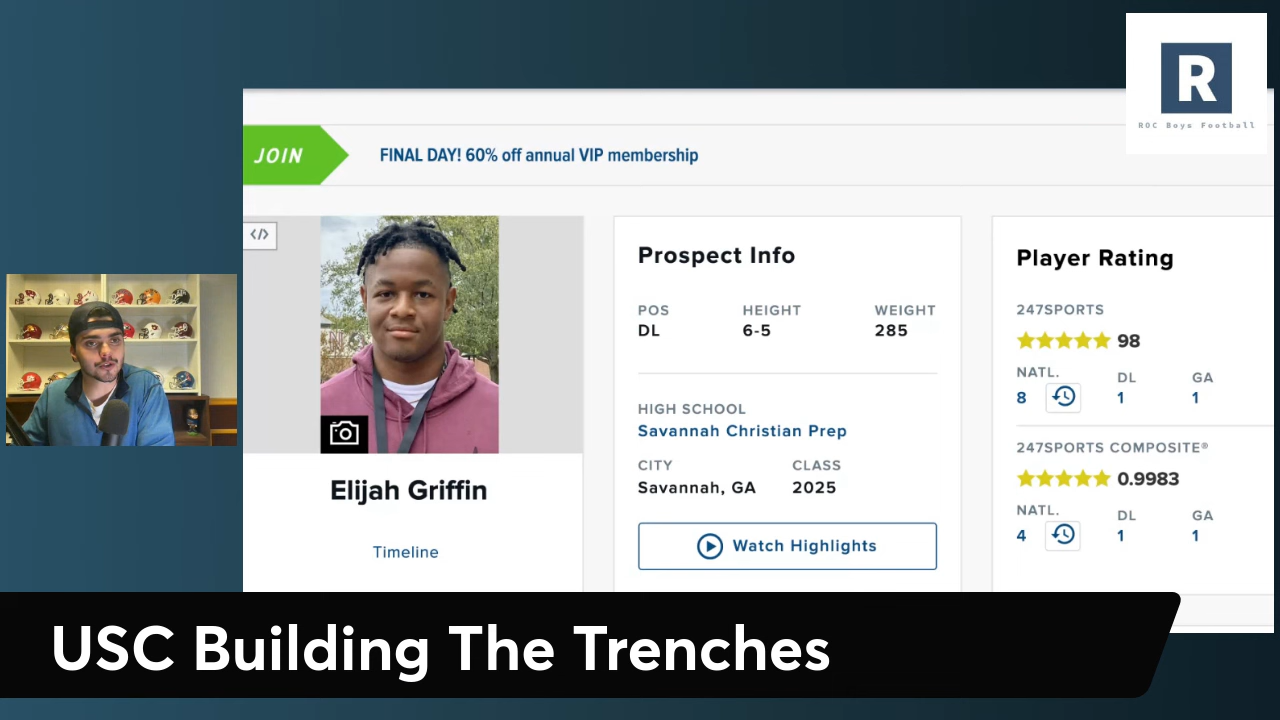 R
ROC Boys Football
JOIN
FINAL DAY! 60% off annual VIP membership
</>
Elijah Griffin
Timeline
Prospect Info
POS HEIGHT WEIGHT
DL 6-5 285
HIGH SCHOOL
Savannah Christian Prep
CITY CLASS
Savannah, GA 2025
Watch Highlights
Player Rating
247SPORTS
98
NATL. DL GA
8 1 1
247SPORTS COMPOSITE®
0.9983
NATL. DL GA
4 1 1
USC Building The Trenches